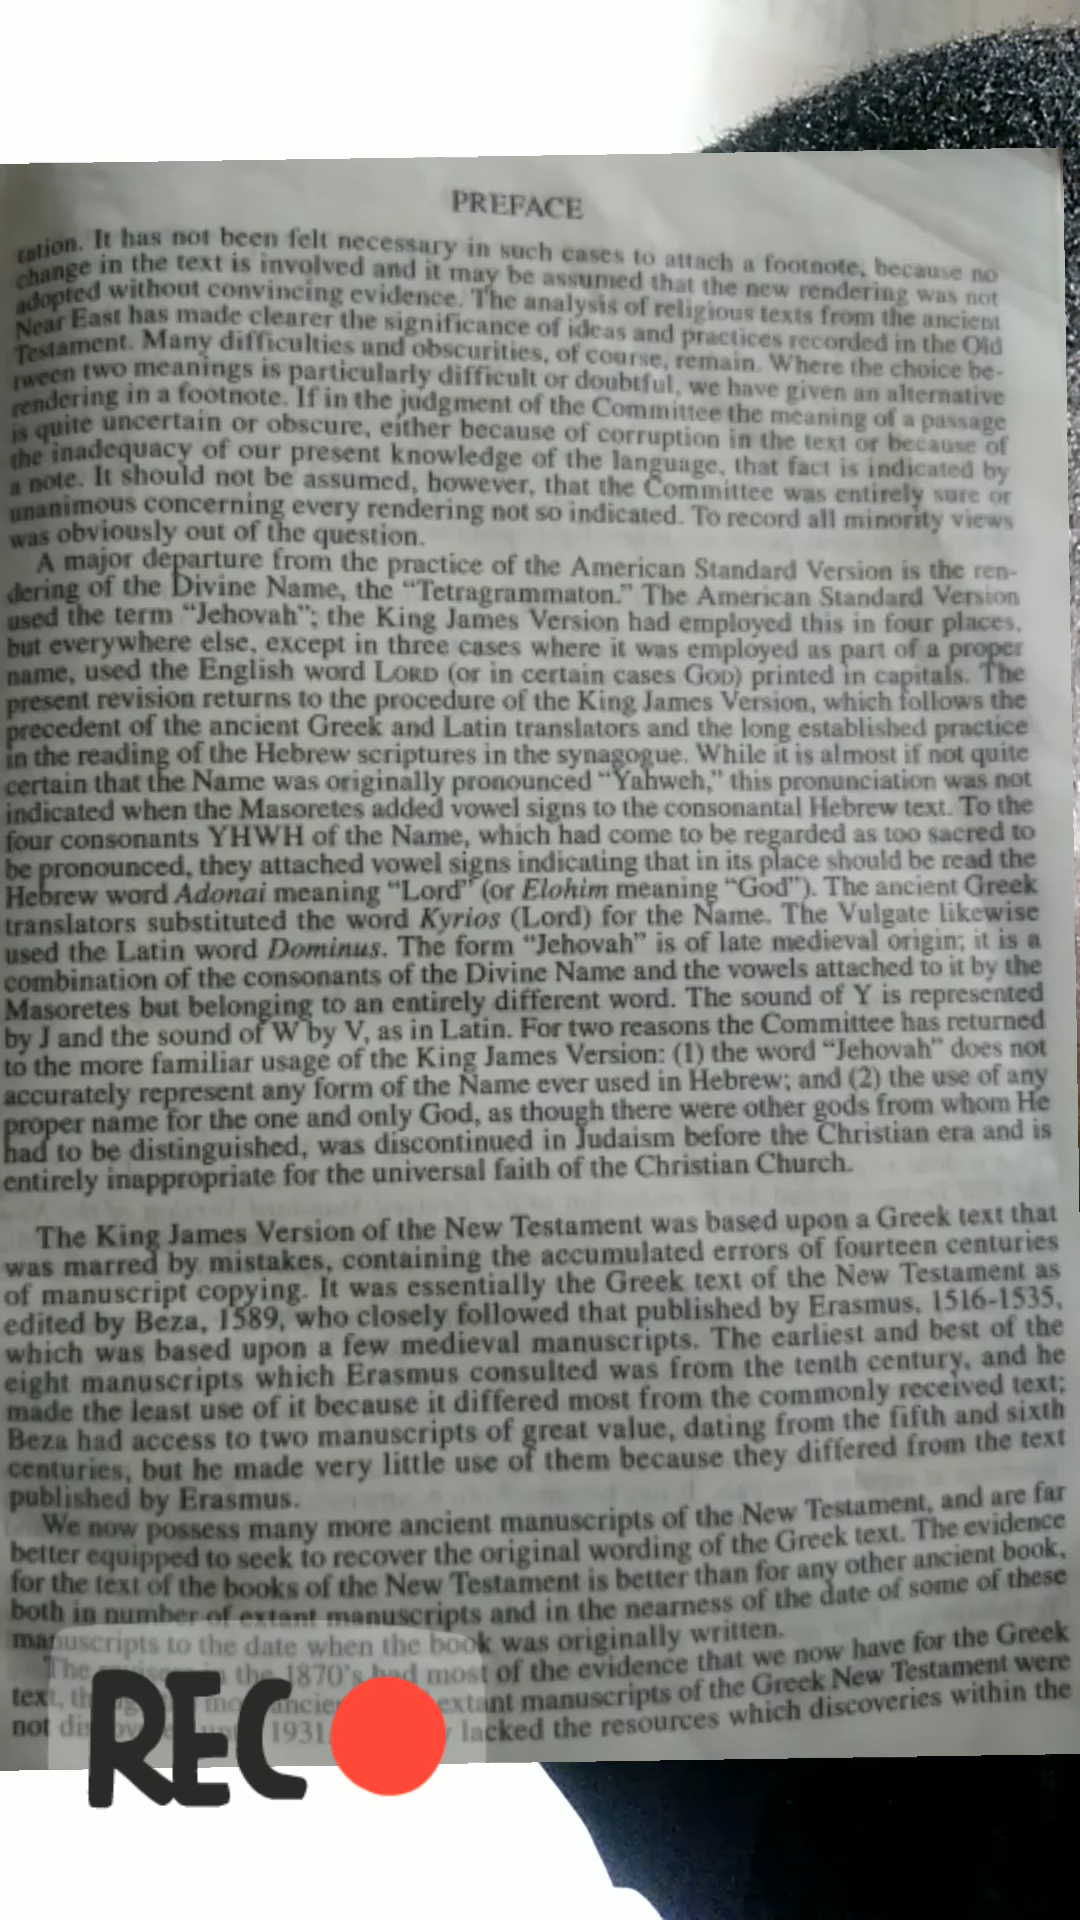 PREFACE
tation. It has not been felt necessary in such cases to attach a footnote, because no
change in the text is involved and it may be assumed that the new rendering was not
adopted without convincing evidence. The analysis of religious texts from the ancient
Near East has made clearer the significance of ideas and practices recorded in the Old
Testament. Many difficulties and obscurities, of course, remain. Where the choice be-
tween two meanings is particularly difficult or doubtful, we have given an alternative
rendering in a footnote. If in the judgment of the Committee the meaning of a passage
is quite uncertain or obscure, either because of corruption in the text or because of
the inadequacy of our present knowledge of the language, that fact is indicated by
a note. It should not be assumed, however, that the Committee was entirely sure or
unanimous concerning every rendering not so indicated. To record all minority views
was obviously out of the question.
A major departure from the practice of the American Standard Version is the ren-
dering of the Divine Name, the “Tetragrammaton.” The American Standard Version
used the term “Jehovah”; the King James Version had employed this in four places,
but everywhere else, except in three cases where it was employed as part of a proper
name, used the English word LORD (or in certain cases GOD) printed in capitals. The
present revision returns to the procedure of the King James Version, which follows the
precedent of the ancient Greek and Latin translators and the long established practice
in the reading of the Hebrew scriptures in the synagogue. While it is almost if not quite
certain that the Name was originally pronounced “Yahweh,” this pronunciation was not
indicated when the Masoretes added vowel signs to the consonantal Hebrew text. To the
four consonants YHWH of the Name, which had come to be regarded as too sacred to
be pronounced, they attached vowel signs indicating that in its place should be read the
Hebrew word Adonai meaning “Lord” (or Elohim meaning “God”). The ancient Greek
translators substituted the word Kyrios (Lord) for the Name. The Vulgate likewise
used the Latin word Dominus. The form “Jehovah” is of late medieval origin; it is a
combination of the consonants of the Divine Name and the vowels attached to it by the
Masoretes but belonging to an entirely different word. The sound of Y is represented
by J and the sound of W by V, as in Latin. For two reasons the Committee has returned
to the more familiar usage of the King James Version: (1) the word “Jehovah” does not
accurately represent any form of the Name ever used in Hebrew; and (2) the use of any
proper name for the one and only God, as though there were other gods from whom He
had to be distinguished, was discontinued in Judaism before the Christian era and is
entirely inappropriate for the universal faith of the Christian Church.
The King James Version of the New Testament was based upon a Greek text that
was marred by mistakes, containing the accumulated errors of fourteen centuries
of manuscript copying. It was essentially the Greek text of the New Testament as
edited by Beza, 1589, who closely followed that published by Erasmus, 1516-1535,
which was based upon a few medieval manuscripts. The earliest and best of the
eight manuscripts which Erasmus consulted was from the tenth century, and he
made the least use of it because it differed most from the commonly received text;
Beza had access to two manuscripts of great value, dating from the fifth and sixth
centuries, but he made very little use of them because they differed from the text
published by Erasmus.
We now possess many more ancient manuscripts of the New Testament, and are far
better equipped to seek to recover the original wording of the Greek text. The evidence
for the text of the books of the New Testament is better than for any other ancient book,
both in number of extant manuscripts and in the nearness of the date of some of these
manuscripts to the date when the book was originally written.
The in the 1870's had most of the evidence that we now have for the Greek
text, extant manuscripts of the Greek New Testament were
not 1931, lacked the resources which discoveries within the
REC